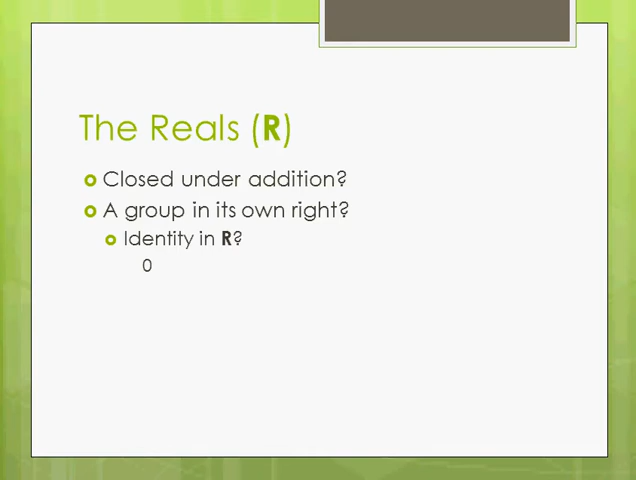 The Reals (R)
Closed under addition?
A group in its own right?
Identity in R?
0